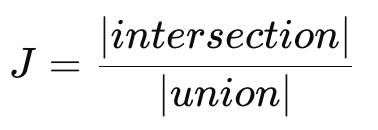 J = |intersection| / |union|